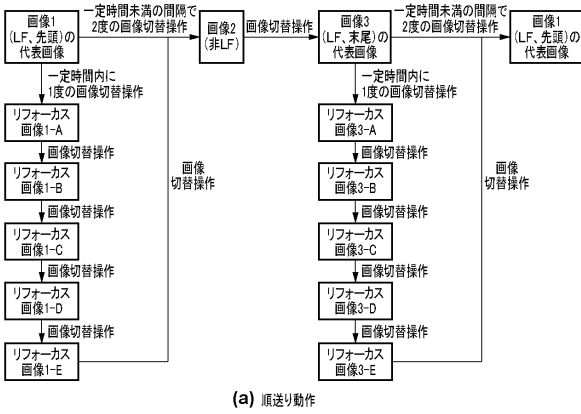 画像1
(LF、先頭)の
代表画像
一定時間未満の間隔で
2度の画像切替操作
画像2
(非LF)
画像切替操作
画像3
(LF、末尾)の
代表画像
一定時間未満の間隔で
2度の画像切替操作
画像1
(LF、先頭)の
代表画像
一定時間内に
1度の画像切替操作
リフォーカス
画像1-A
画像切替操作
リフォーカス
画像1-B
画像切替操作
リフォーカス
画像1-C
画像切替操作
リフォーカス
画像1-D
画像切替操作
リフォーカス
画像1-E
画像
切替操作
一定時間内に
1度の画像切替操作
リフォーカス
画像3-A
画像切替操作
リフォーカス
画像3-B
画像切替操作
リフォーカス
画像3-C
画像切替操作
リフォーカス
画像3-D
画像切替操作
リフォーカス
画像3-E
画像
切替操作
(a) 順送り動作